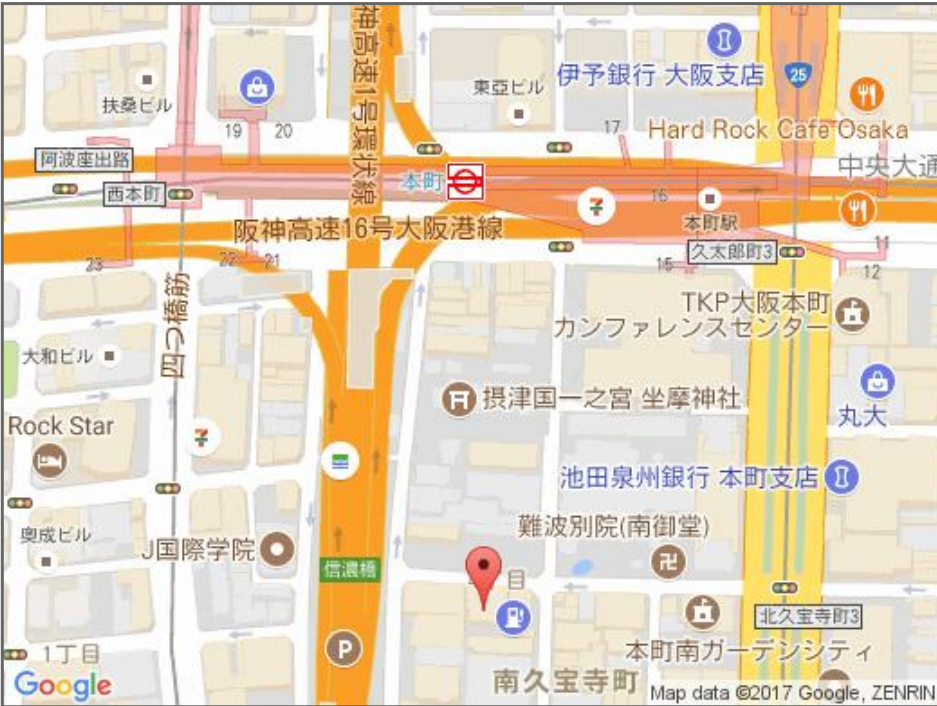 神高速1号環状線
伊予銀行 大阪支店
25
扶桑ビル
東亞ビル
19
20
17
Hard Rock Cafe Osaka
阿波座出路
中央大通
本町
西本町
16
本町駅
阪神高速16号大阪港線
久太郎町3
11
23
22
21
15
12
四つ橋筋
TKP大阪本町
カンファレンスセンター
大和ビル
摂津国一之宮 坐摩神社
丸大
Rock Star
7
池田泉州銀行 本町支店
難波別院(南御堂)
奥成ビル
J国際学院
信濃橋
目
北久宝寺町3
P
1丁目
本町南ガーデンシティ
Google
南久宝寺町
Map data ©2017 Google, ZENRIN